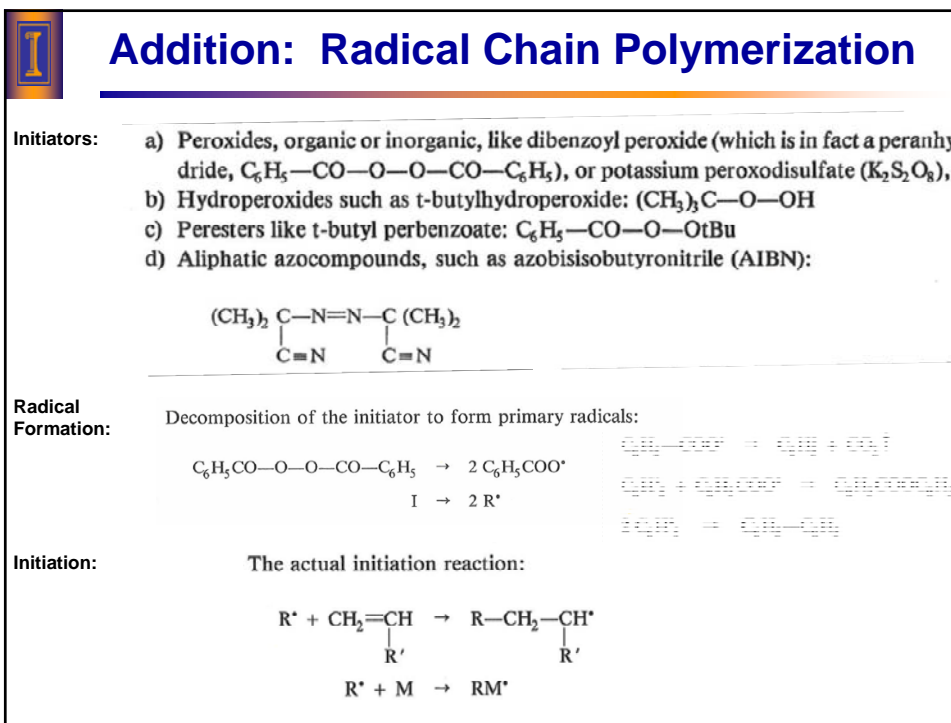 I
Addition: Radical Chain Polymerization
Initiators:
a) Peroxides, organic or inorganic, like dibenzoyl peroxide (which is in fact a peranhy
dride, C₆H₅—CO—O—O—CO—C₆H₅), or potassium peroxodisulfate (K₂S₂O₈),
b) Hydroperoxides such as t-butylhydroperoxide: (CH₃)₃C—O—OH
c) Peresters like t-butyl perbenzoate: C₆H₅—CO—O—OtBu
d) Aliphatic azocompounds, such as azobisisobutyronitrile (AIBN):
(CH₃)₂ C—N=N—C (CH₃)₂
C≡N C≡N
Radical
Formation:
Decomposition of the initiator to form primary radicals:
C₆H₅CO—O—O—CO—C₆H₅ → 2 C₆H₅COO•
I → 2 R•
Initiation:
The actual initiation reaction:
R• + CH₂=CH → R—CH₂—CH•
R′ R′
R• + M → RM•